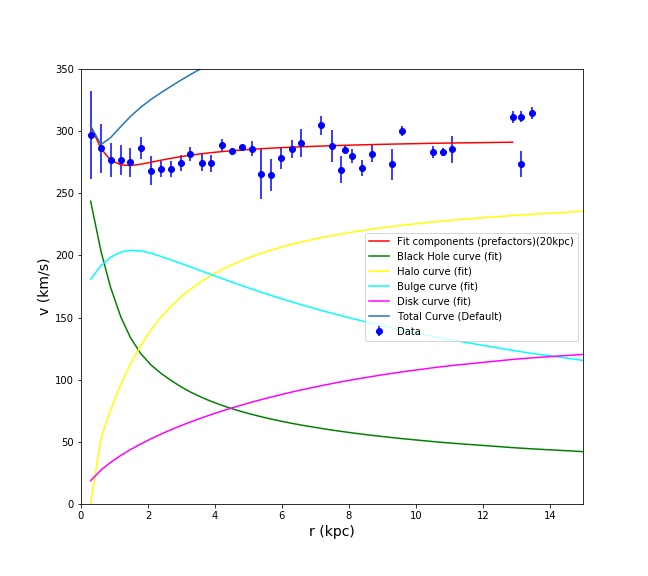 350
300
250
200
150
100
50
0
v (km/s)
Fit components (prefactors)(20kpc)
Black Hole curve (fit)
Halo curve (fit)
Bulge curve (fit)
Disk curve (fit)
Total Curve (Default)
Data
0 2 4 6 8 10 12 14
r (kpc)